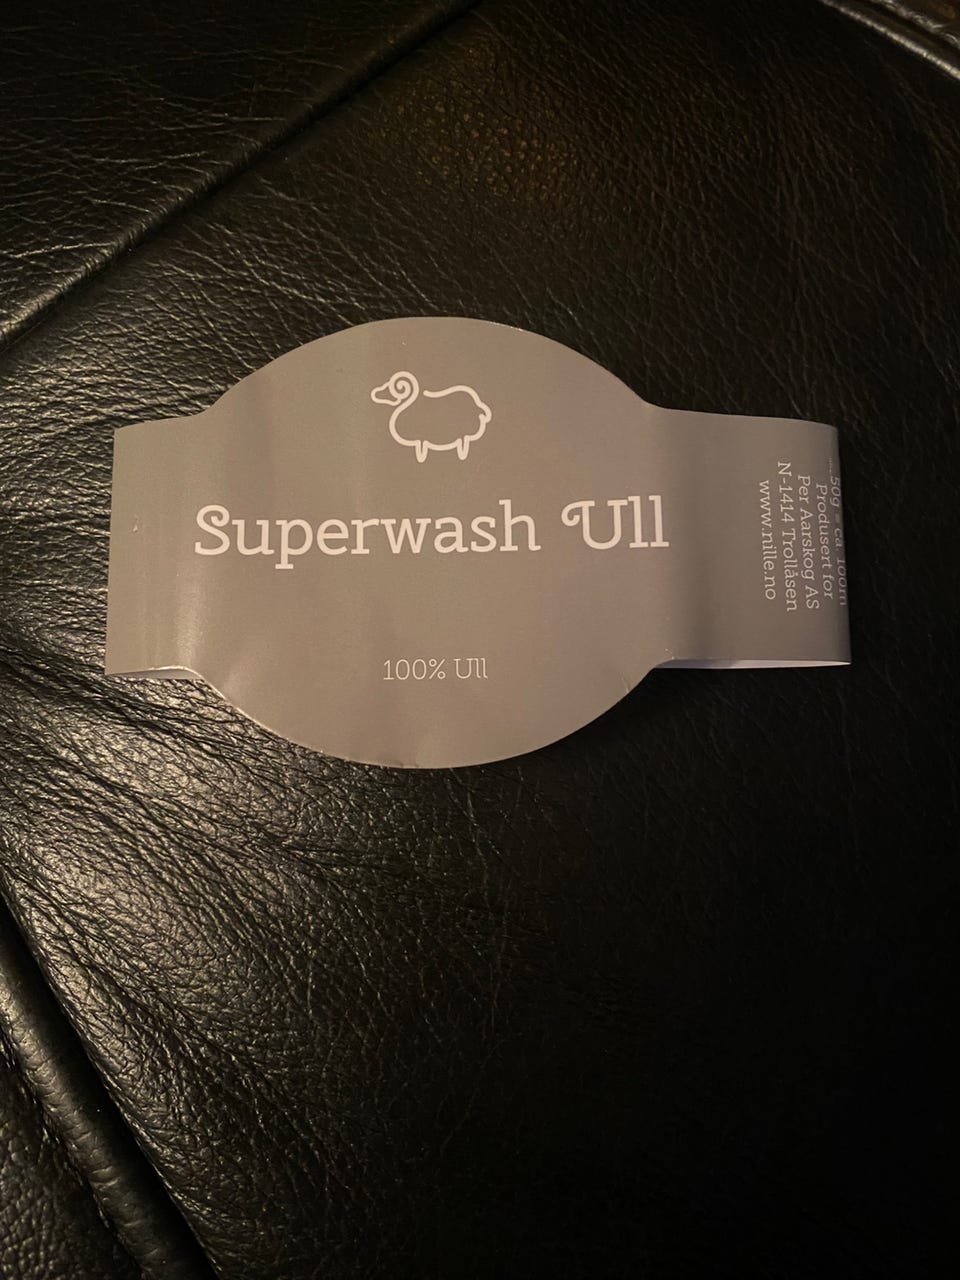 Superwash Ull
100% Ull
50g = ca. 100m
Produsert for
Per Aarskog AS
N-1414 Trollåsen
www.nille.no